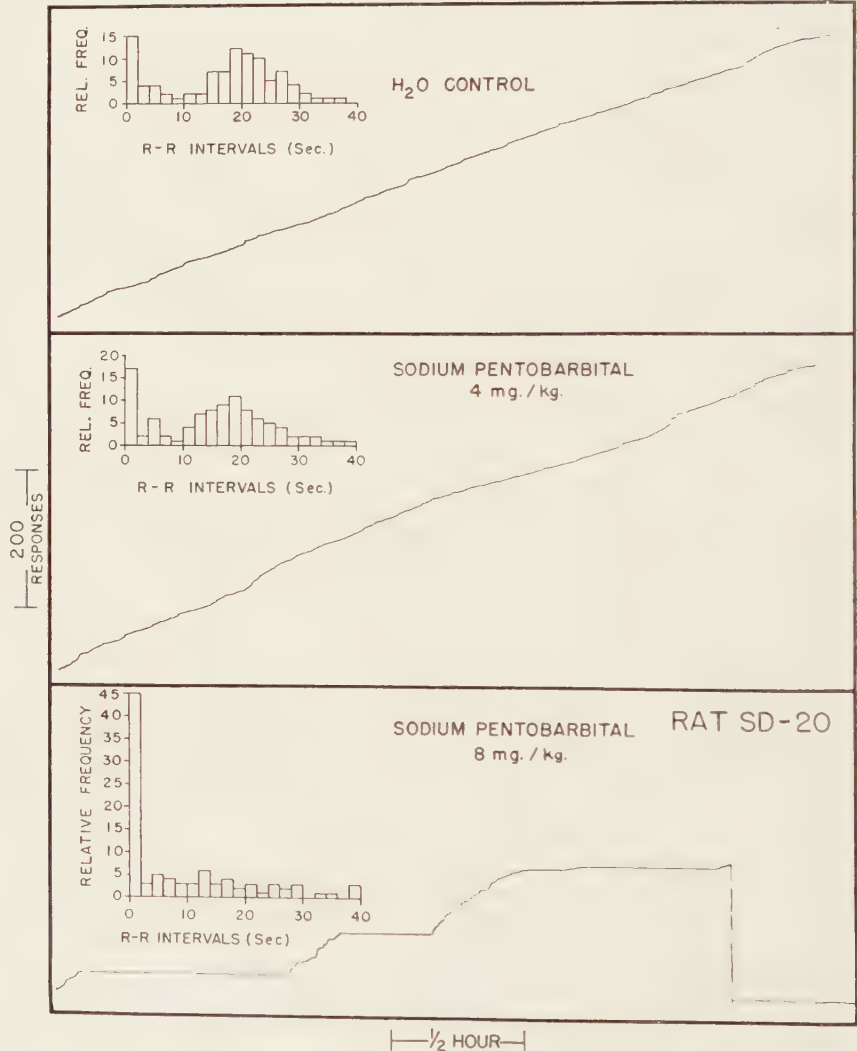 15
10
5
0
REL. FREQ.
0 10 20 30 40
R-R INTERVALS (Sec.)
H₂O CONTROL
20
15
10
5
0
REL. FREQ.
0 10 20 30 40
R-R INTERVALS (Sec.)
SODIUM PENTOBARBITAL
4 mg./kg.
200
RESPONSES
45
40
35
30
25
20
15
10
5
0
RELATIVE FREQUENCY
0 10 20 30 40
R-R INTERVALS (Sec)
SODIUM PENTOBARBITAL
8 mg./kg.
RAT SD-20
½ HOUR